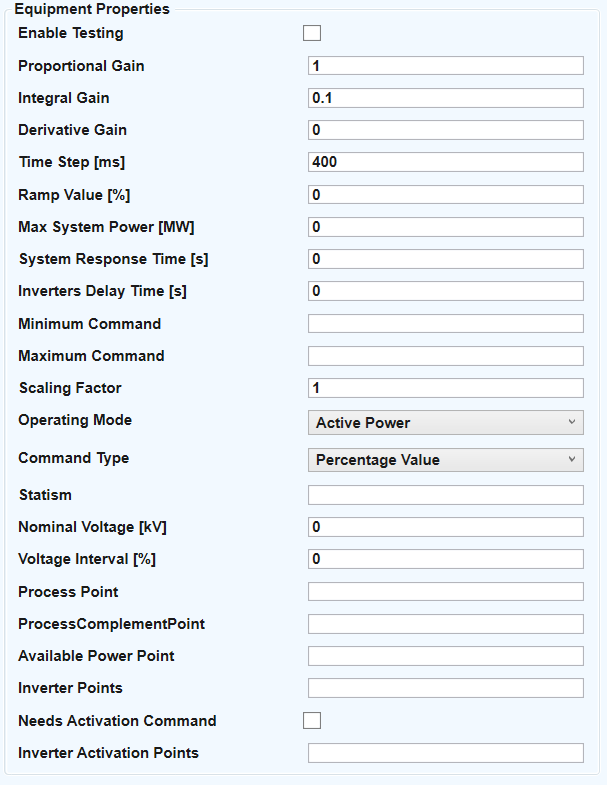 Equipment Properties
Enable Testing
Proportional Gain 1
Integral Gain 0.1
Derivative Gain 0
Time Step [ms] 400
Ramp Value [%] 0
Max System Power [MW] 0
System Response Time [s] 0
Inverters Delay Time [s] 0
Minimum Command
Maximum Command
Scaling Factor 1
Operating Mode Active Power
Command Type Percentage Value
Statism
Nominal Voltage [kV] 0
Voltage Interval [%] 0
Process Point
ProcessComplementPoint
Available Power Point
Inverter Points
Needs Activation Command
Inverter Activation Points